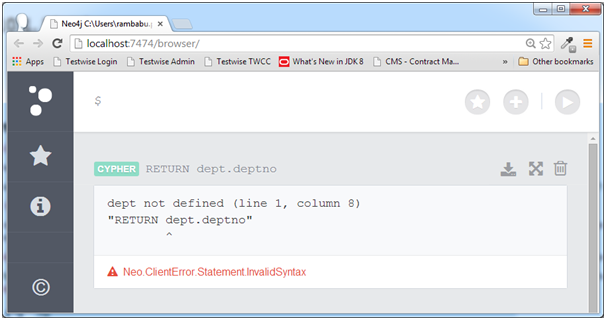 Neo4j C:\Users\rambabu.
localhost:7474/browser/
Apps Testwise Login Testwise Admin Testwise TWCC What's New in JDK 8 CMS - Contract Ma... » Other bookmarks
$
CYPHER RETURN dept.deptno
dept not defined (line 1, column 8)
"RETURN dept.deptno"
^
Neo.ClientError.Statement.InvalidSyntax
©